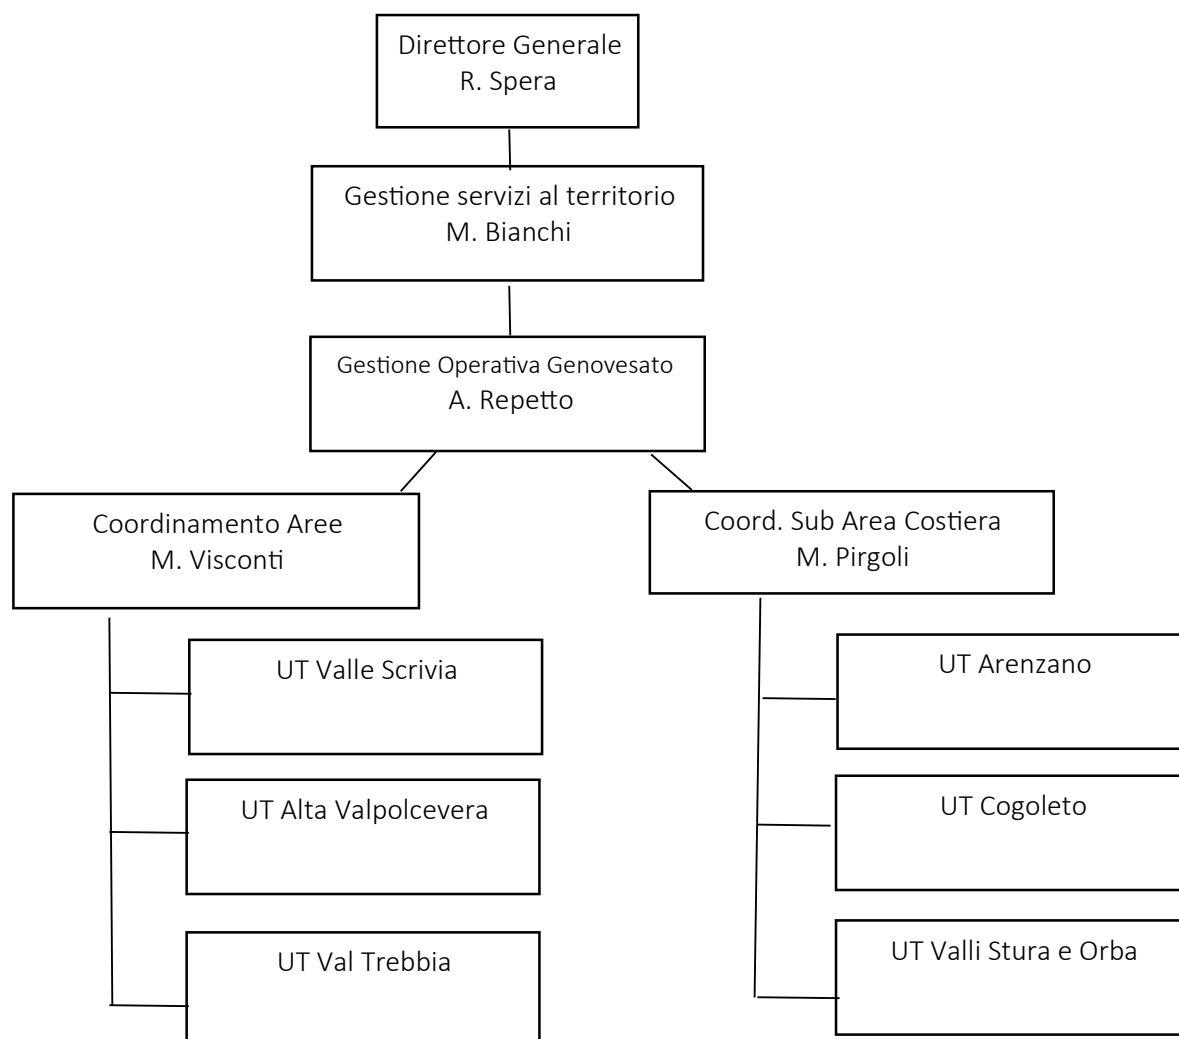 Direttore Generale
R. Spera
Gestione servizi al territorio
M. Bianchi
Gestione Operativa Genovesato
A. Repetto
Coordinamento Aree
M. Visconti
Coord. Sub Area Costiera
M. Pirgoli
UT Valle Scrivia
UT Alta Valpolcevera
UT Val Trebbia
UT Arenzano
UT Cogoleto
UT Valli Stura e Orba